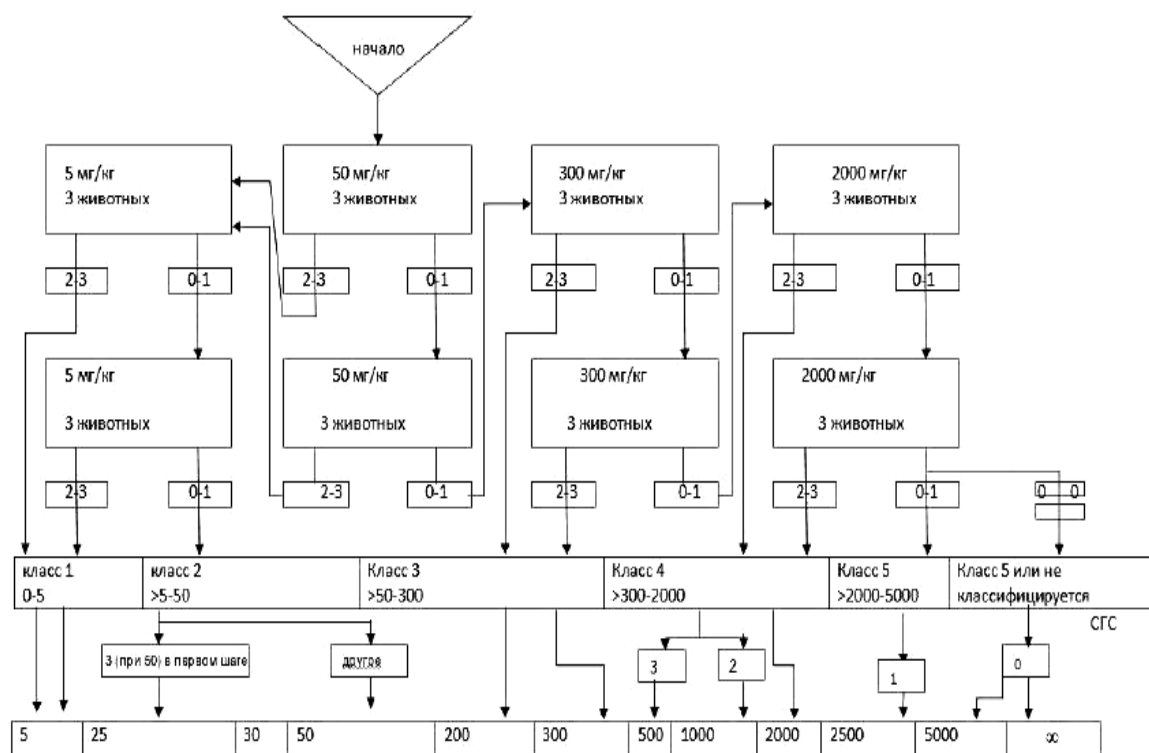 начало
5 мг/кг
3 животных
50 мг/кг
3 животных
300 мг/кг
3 животных
2000 мг/кг
3 животных
2-3
0-1
2-3
0-1
2-3
0-1
2-3
0-1
5 мг/кг
3 животных
50 мг/кг
3 животных
300 мг/кг
3 животных
2000 мг/кг
3 животных
2-3
0-1
2-3
0-1
2-3
0-1
2-3
0-1
0 0
класс 1
0-5
класс 2
>5-50
Класс 3
>50-300
Класс 4
>300-2000
Класс 5
>2000-5000
Класс 5 или не
классифицируется
СГС
3 (при 50) в первом шаге
другое
3
2
1
0
5
25
30
50
200
300
500
1000
2000
2500
5000
∞